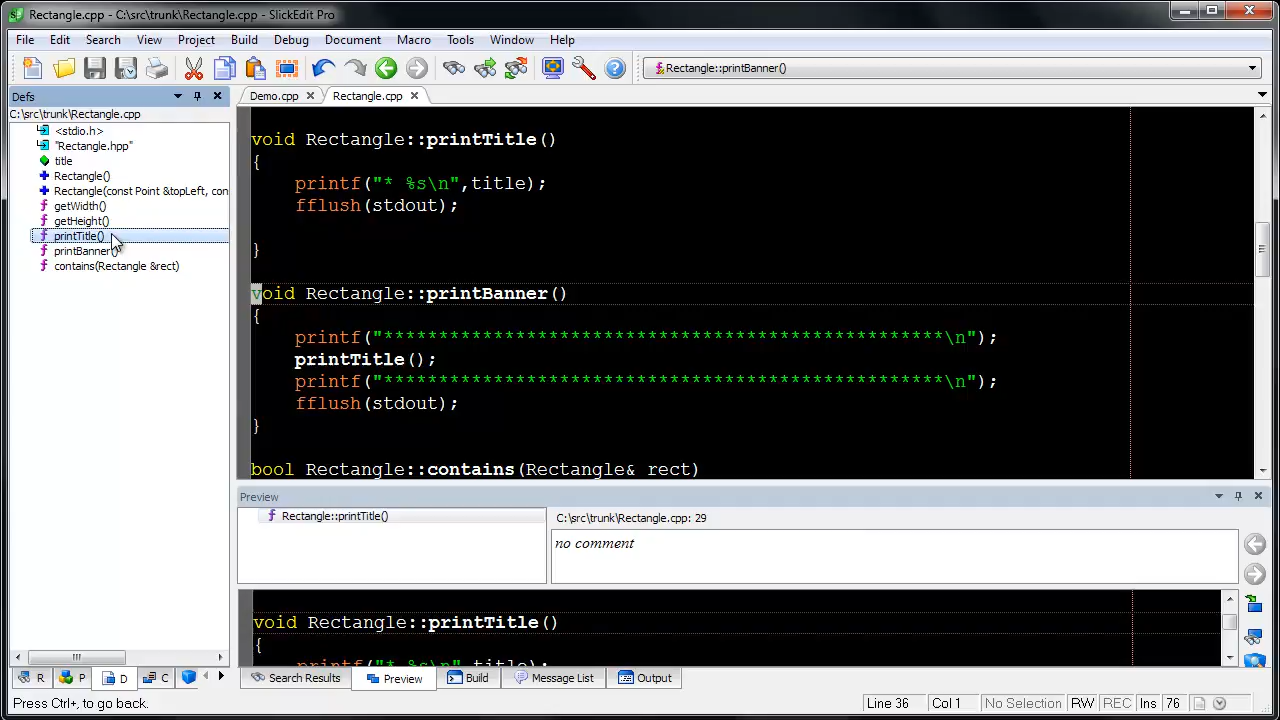 Rectangle.cpp - C:\src\trunk\Rectangle.cpp - SlickEdit Pro
File Edit Search View Project Build Debug Document Macro Tools Window Help
Rectangle::printBanner()
Defs
Demo.cpp Rectangle.cpp
C:\src\trunk\Rectangle.cpp
<stdio.h>
"Rectangle.hpp"
title
Rectangle()
Rectangle(const Point &topLeft, con
getWidth()
getHeight()
printTitle()
printBanner()
contains(Rectangle &rect)
void Rectangle::printTitle()
{
printf("* %s\n",title);
fflush(stdout);
}
void Rectangle::printBanner()
{
printf("***************************************************\n");
printTitle();
printf("***************************************************\n");
fflush(stdout);
}
bool Rectangle::contains(Rectangle& rect)
Preview
Rectangle::printTitle()
C:\src\trunk\Rectangle.cpp: 29
no comment
void Rectangle::printTitle()
{
printf("* %s\n",title);
R P D C
Search Results Preview Build Message List Output
Press Ctrl+, to go back.
Line 36 Col 1 No Selection RW REC Ins 76